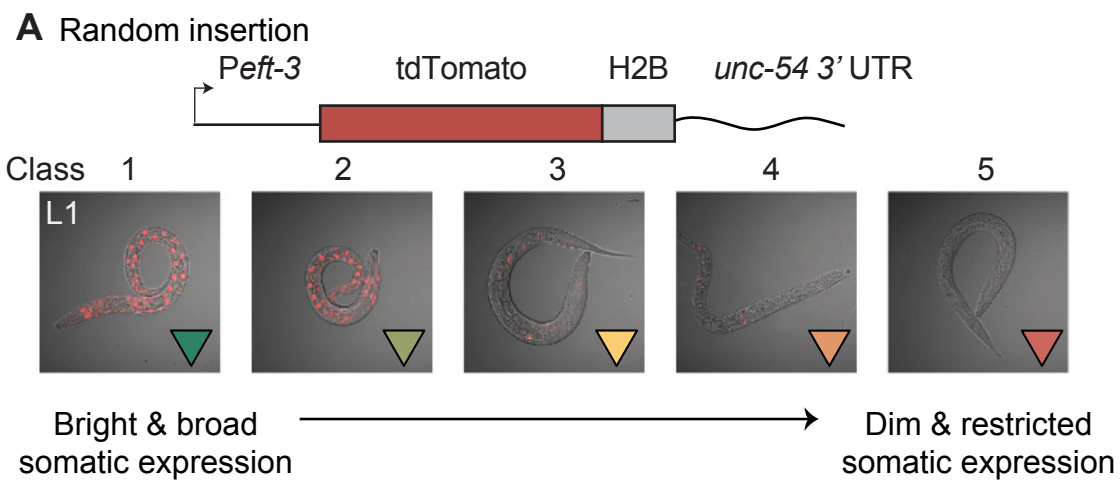 A Random insertion
Peft-3 tdTomato H2B unc-54 3’ UTR
Class 1 2 3 4 5
L1
Bright & broad
somatic expression
Dim & restricted
somatic expression